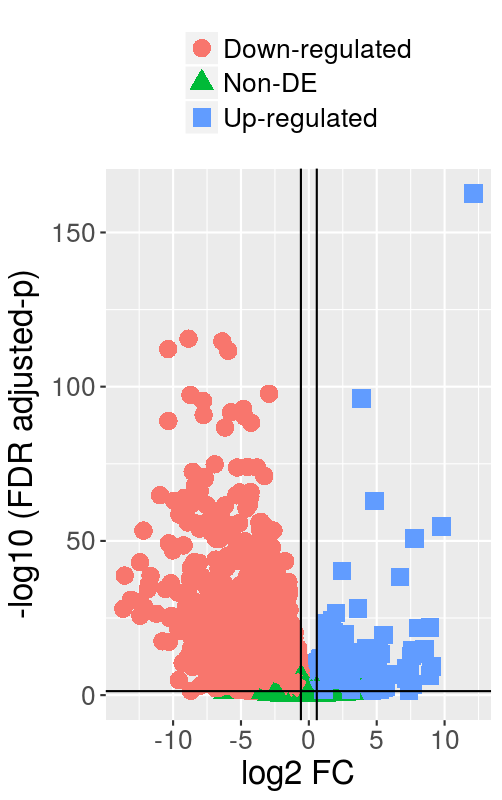 Down-regulated
Non-DE
Up-regulated
150
100
50
0
-log10 (FDR adjusted-p)
-10 -5 0 5 10
log2 FC